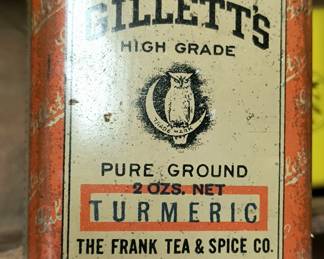 GILLETT'S
HIGH GRADE
TRADE MARK
PURE GROUND
2 OZS. NET
TURMERIC
THE FRANK TEA & SPICE CO.